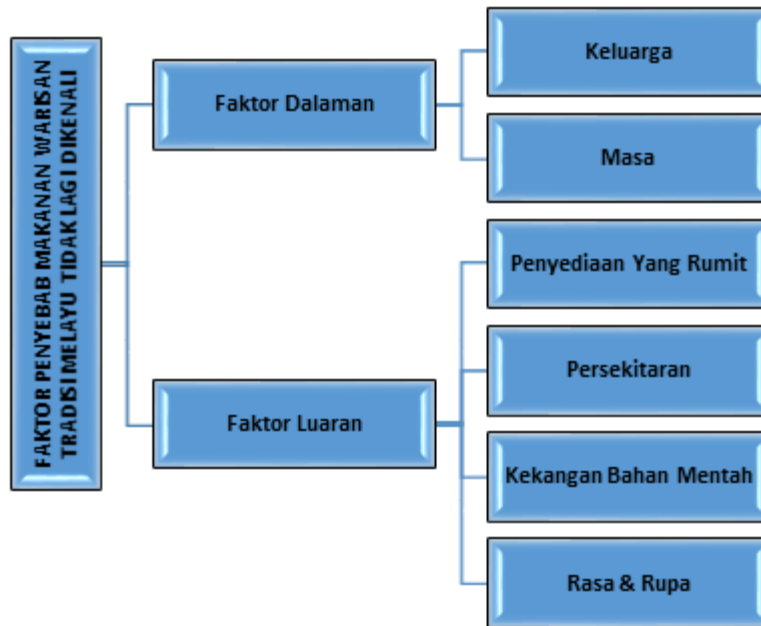 FAKTOR PENYEBAB MAKANAN WARISAN
TRADISI MELAYU TIDAK LAGI DIKENALI
Faktor Dalaman
Keluarga
Masa
Faktor Luaran
Penyediaan Yang Rumit
Persekitaran
Kekangan Bahan Mentah
Rasa & Rupa